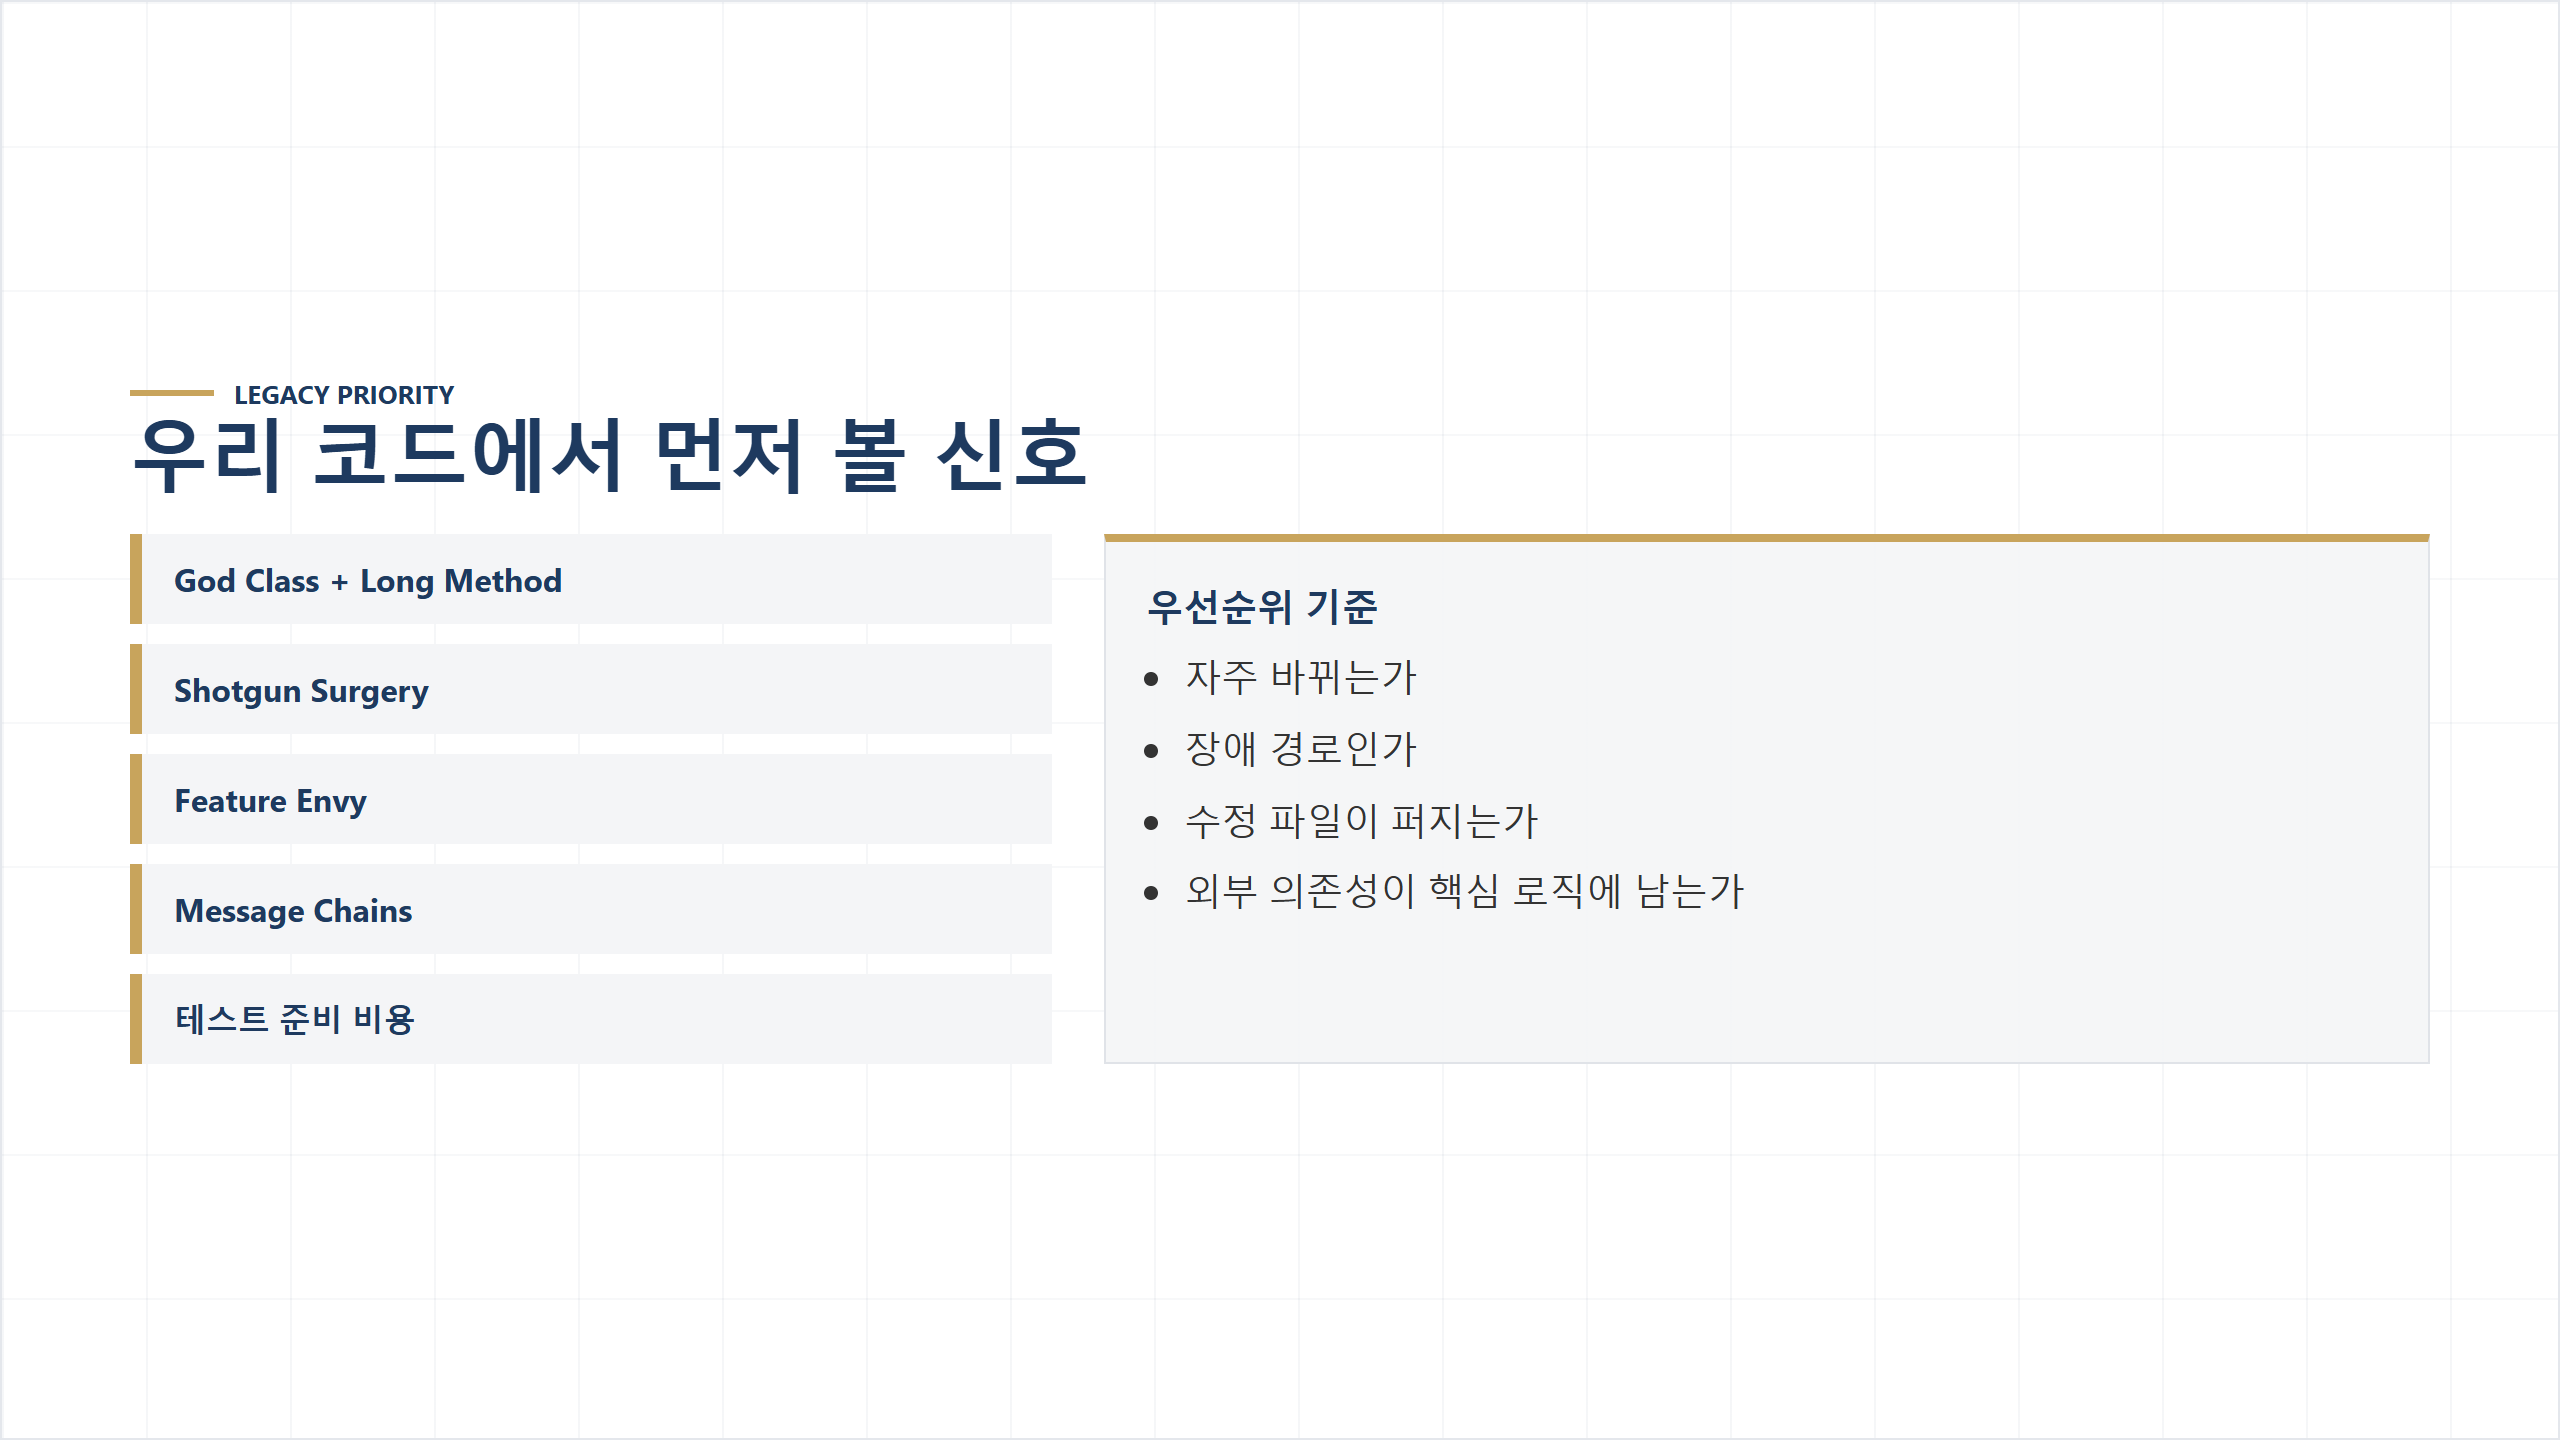 LEGACY PRIORITY
우리 코드에서 먼저 볼 신호
God Class + Long Method
Shotgun Surgery
Feature Envy
Message Chains
테스트 준비 비용
우선순위 기준
자주 바뀌는가
장애 경로인가
수정 파일이 퍼지는가
외부 의존성이 핵심 로직에 남는가